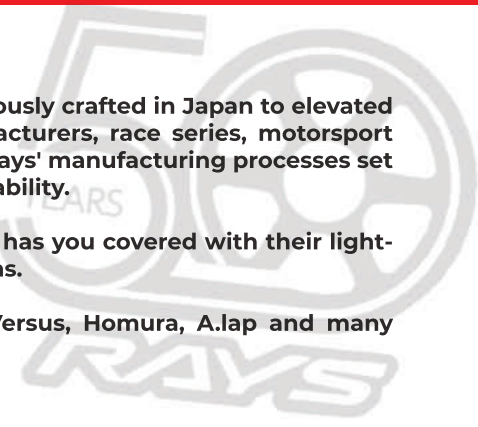 ously crafted in Japan to elevated
acturers, race series, motorsport
ays' manufacturing processes set
ability.
has you covered with their light-
ns.
Versus, Homura, A.lap and many
50
YEARS
RAYS